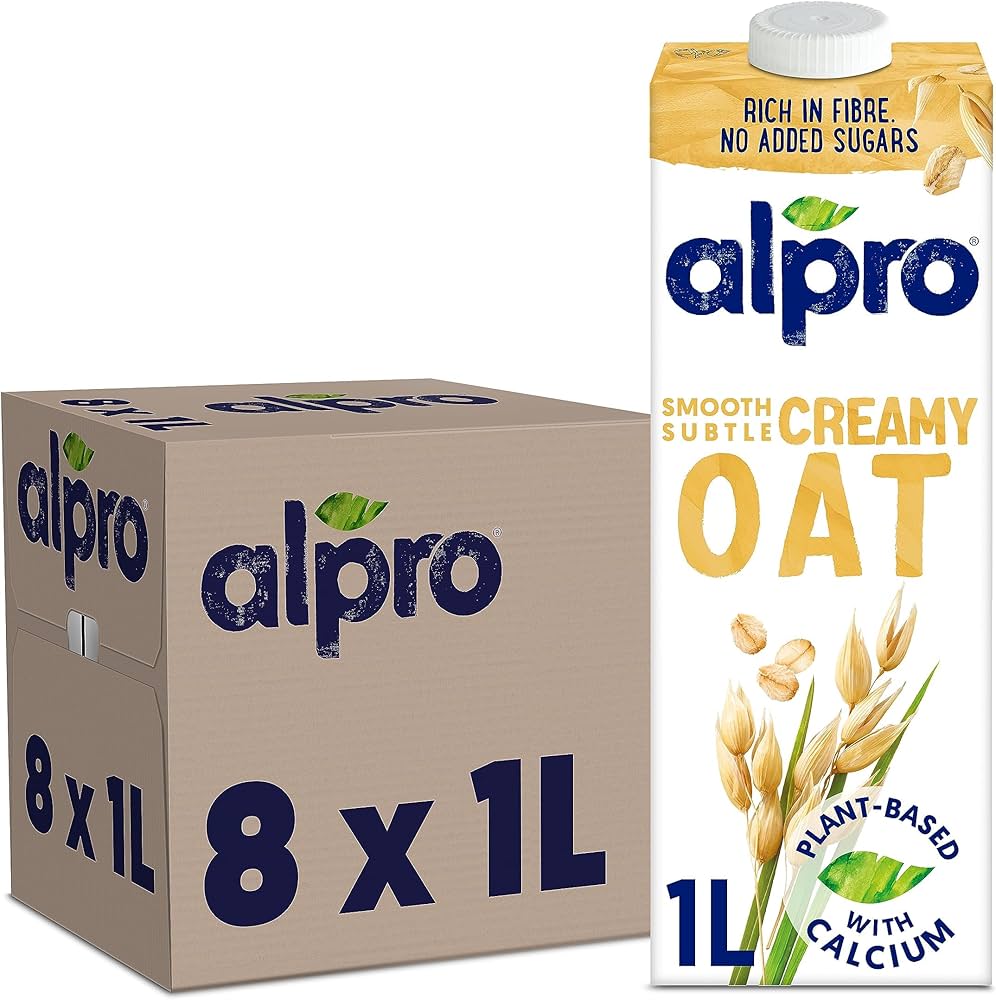 RICH IN FIBRE.
NO ADDED SUGARS
alpro®
SMOOTH
SUBTLE
CREAMY
OAT
PLANT-BASED
WITH
CALCIUM
1L
8 x 1L
alpro
alpro®
8 x 1L
alpro®
8 x 1L